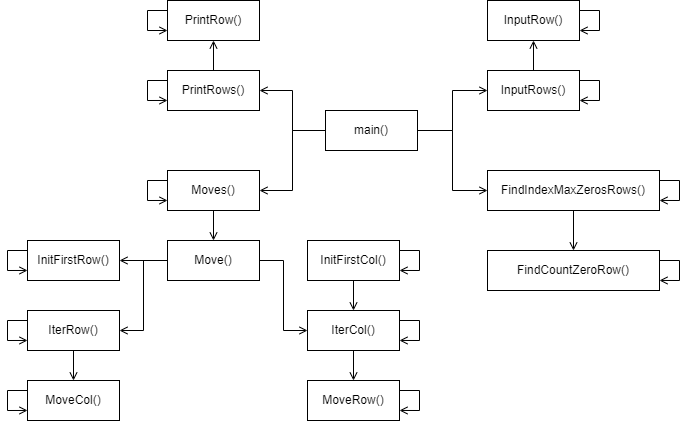 PrintRow()
InputRow()
PrintRows()
InputRows()
main()
Moves()
FindIndexMaxZerosRows()
InitFirstRow()
Move()
InitFirstCol()
FindCountZeroRow()
IterRow()
IterCol()
MoveCol()
MoveRow()